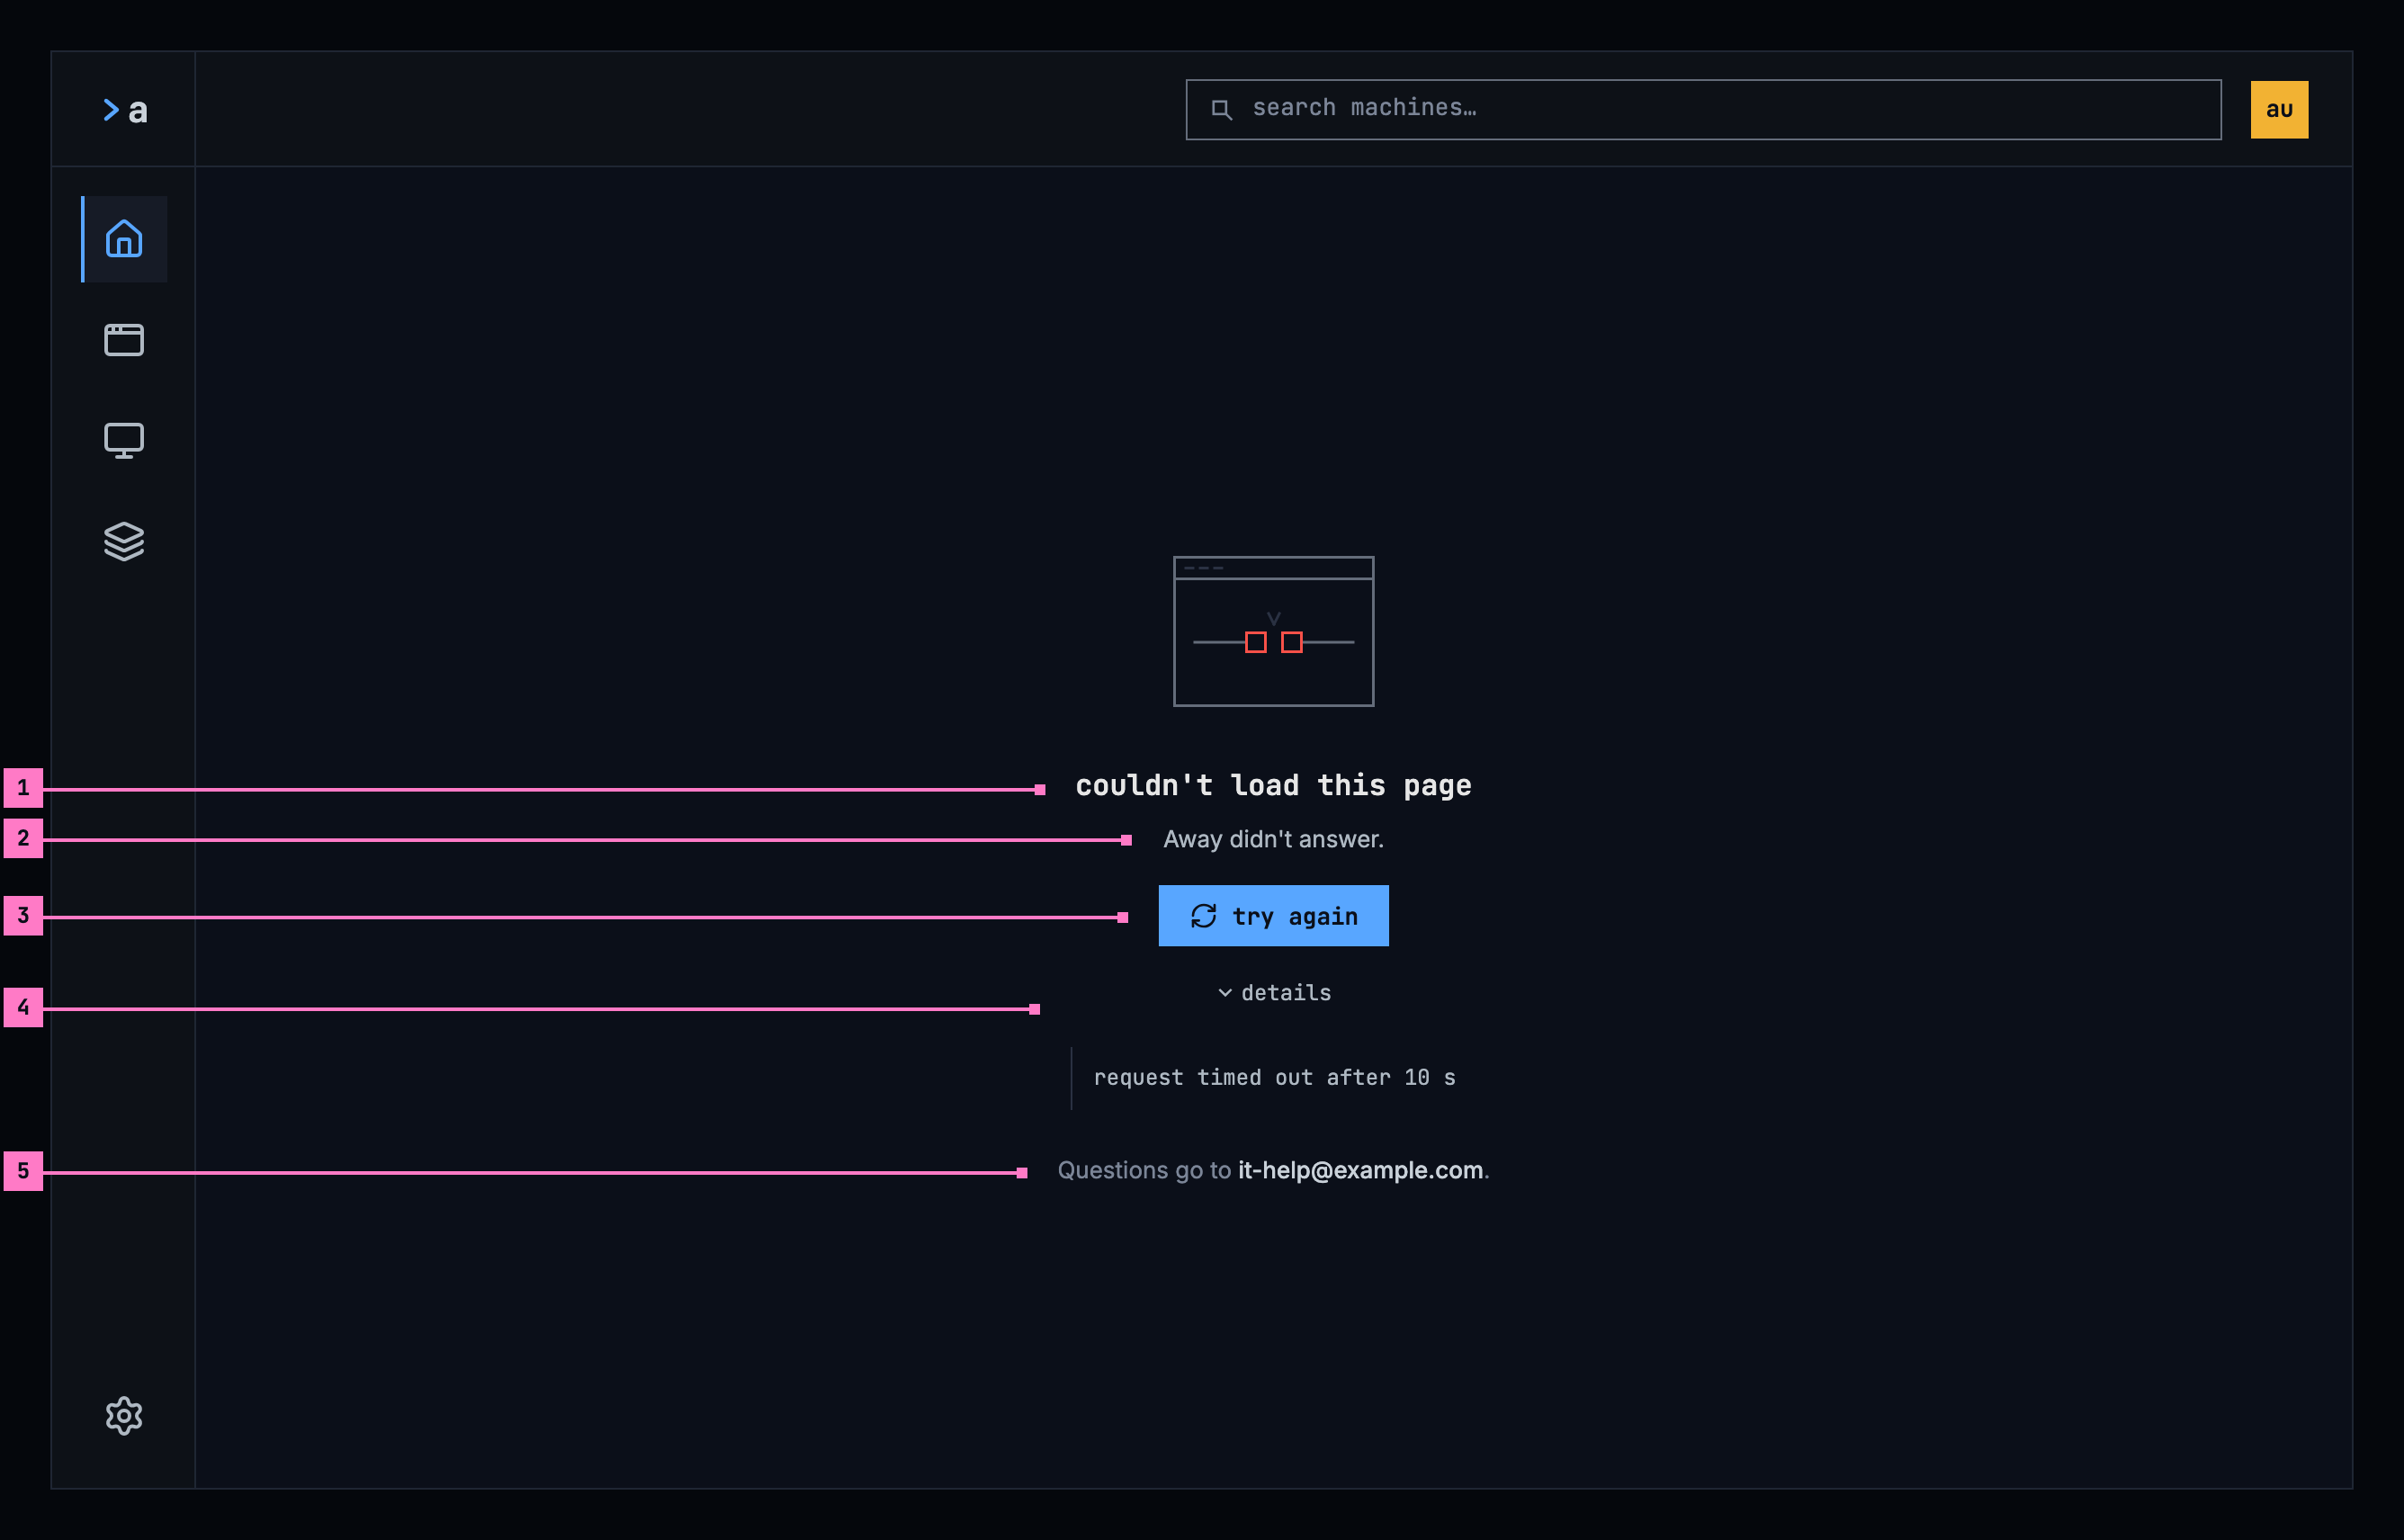 >a
search machines…
au
1
couldn't load this page
2
Away didn't answer.
3
try again
4
details
request timed out after 10 s
5
Questions go to it-help@example.com.